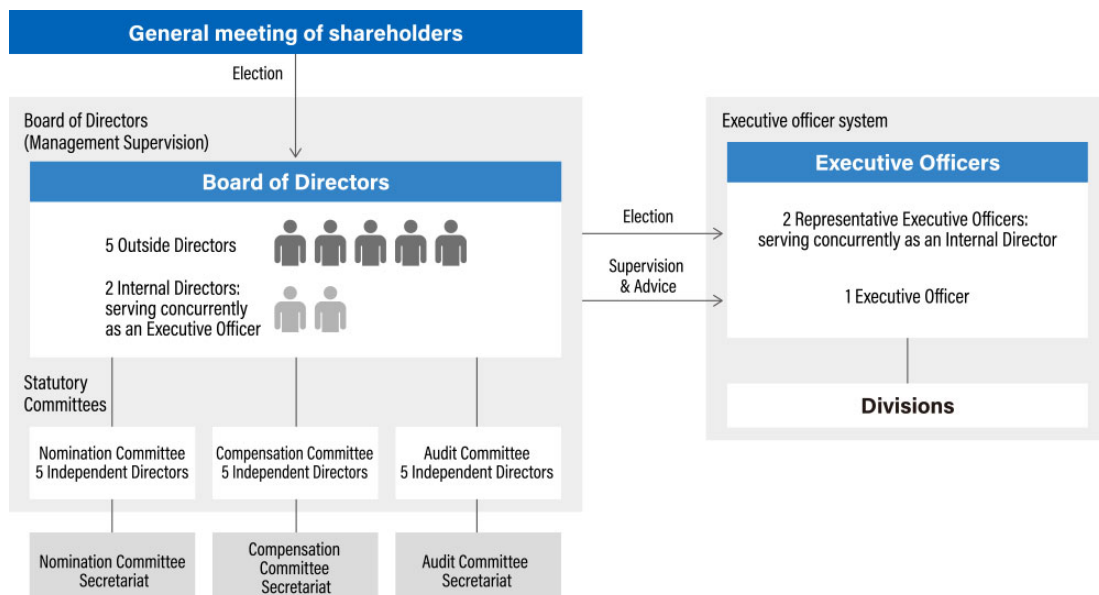 General meeting of shareholders
Election
Board of Directors
(Management Supervision)
Board of Directors
5 Outside Directors
2 Internal Directors:
serving concurrently
as an Executive Officer
Statutory
Committees
Nomination Committee
5 Independent Directors
Compensation Committee
5 Independent Directors
Audit Committee
5 Independent Directors
Nomination Committee
Secretariat
Compensation
Committee
Secretariat
Audit Committee
Secretariat
Election
Supervision
& Advice
Executive officer system
Executive Officers
2 Representative Executive Officers:
serving concurrently as an Internal Director
1 Executive Officer
Divisions